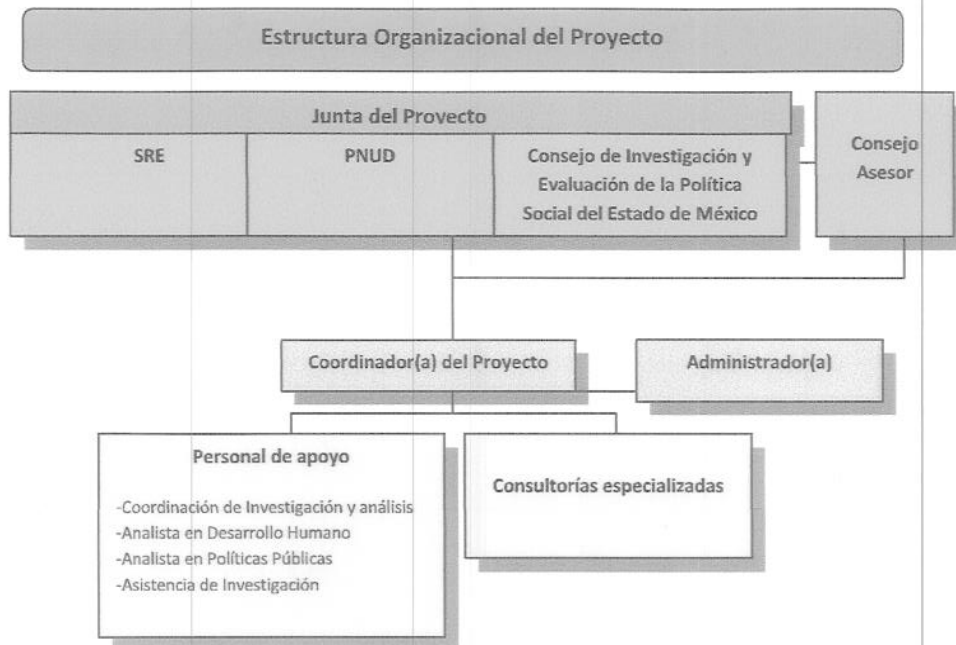 Estructura Organizacional del Proyecto
Junta del Proyecto
SRE
PNUD
Consejo de Investigación y
Evaluación de la Política
Social del Estado de México
Consejo
Asesor
Coordinador(a) del Proyecto
Administrador(a)
Personal de apoyo
-Coordinación de Investigación y análisis
-Analista en Desarrollo Humano
-Analista en Políticas Públicas
-Asistencia de Investigación
Consultorías especializadas